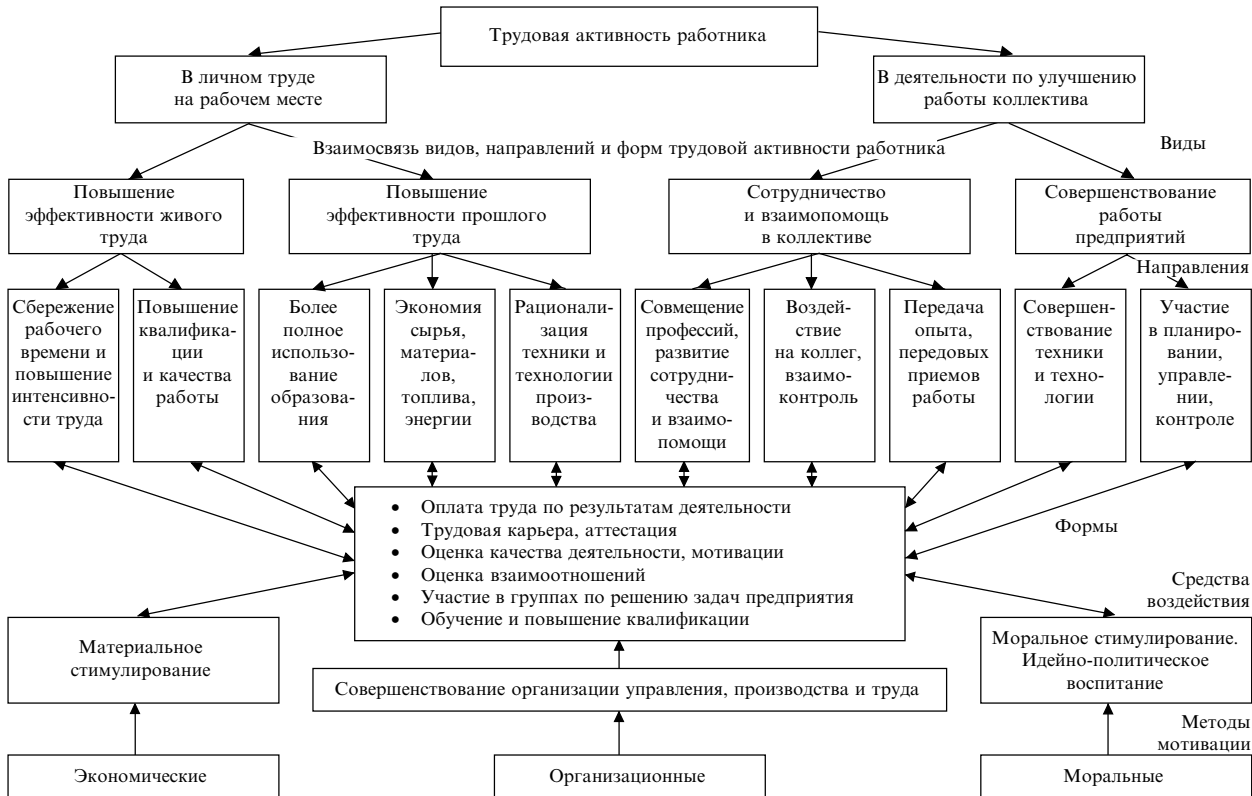 Трудовая активность работника
В личном труде
на рабочем месте
В деятельности по улучшению
работы коллектива
Взаимосвязь видов, направлений и форм трудовой активности работника
Виды
Повышение
эффективности живого
труда
Повышение
эффективности прошлого
труда
Сотрудничество
и взаимопомощь
в коллективе
Совершенствование
работы
предприятий
Направления
Сбережение
рабочего
времени и
повышение
интенсивно-
сти труда
Повышение
квалифика-
ции
и качества
работы
Более
полное
использо-
вание
образова-
ния
Экономия
сырья,
материа-
лов,
топлива,
энергии
Рационали-
зация
техники и
технологии
произ-
водства
Совмещение
профессий,
развитие
сотрудни-
чества
и взаимо-
помощи
Воздей-
ствие
на коллег,
взаимо-
контроль
Передача
опыта,
передовых
приемов
работы
Совершен-
ствование
техники
и техно-
логии
Участие
в планиро-
вании,
управле-
нии,
контроле
• Оплата труда по результатам деятельности
• Трудовая карьера, аттестация
• Оценка качества деятельности, мотивации
• Оценка взаимоотношений
• Участие в группах по решению задач предприятия
• Обучение и повышение квалификации
Формы
Средства
воздействия
Материальное
стимулирование
Совершенствование организации управления, производства и труда
Моральное стимулирование.
Идейно-политическое
воспитание
Методы
мотивации
Экономические
Организационные
Моральные